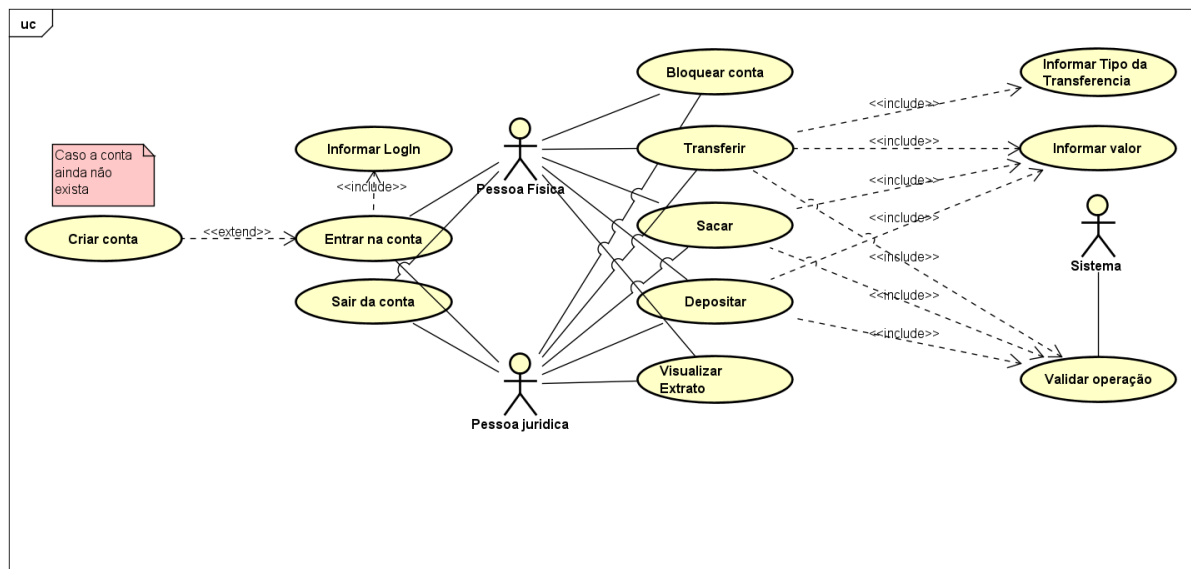 uc
Bloquear conta
Informar Tipo da
Transferencia
<<include>>
Caso a conta
ainda não
exista
Informar LogIn
Pessoa Física
Transferir
<<include>>
Informar valor
<<include>>
<<include>>
Criar conta
<<extend>>
Entrar na conta
Sacar
<<include>>
<<include>>
Sistema
Sair da conta
Depositar
<<include>>
<<include>>
Visualizar
Extrato
Validar operação
Pessoa juridica